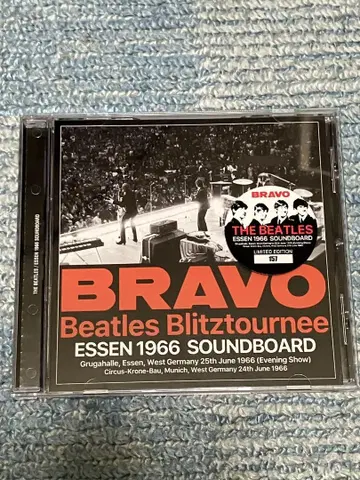 THE BEATLES / ESSEN 1966 SOUNDBOARD
BRAVO
THE BEATLES
ESSEN 1966 SOUNDBOARD
LIMITED EDITION
157
BRAVO
Beatles Blitztournee
ESSEN 1966 SOUNDBOARD
Grugahalle, Essen, West Germany 25th June 1966 (Evening Show)
Circus-Krone-Bau, Munich, West Germany 24th June 1966